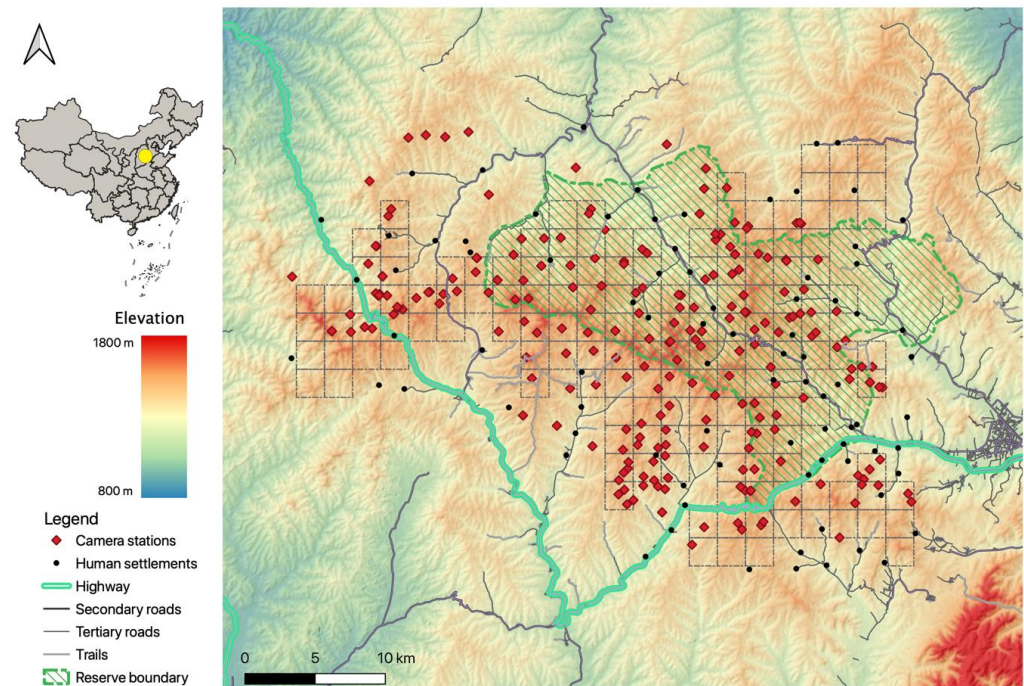 Elevation
1800 m
800 m
Legend
Camera stations
Human settlements
Highway
Secondary roads
Tertiary roads
Trails
Reserve boundary
0 5 10 km